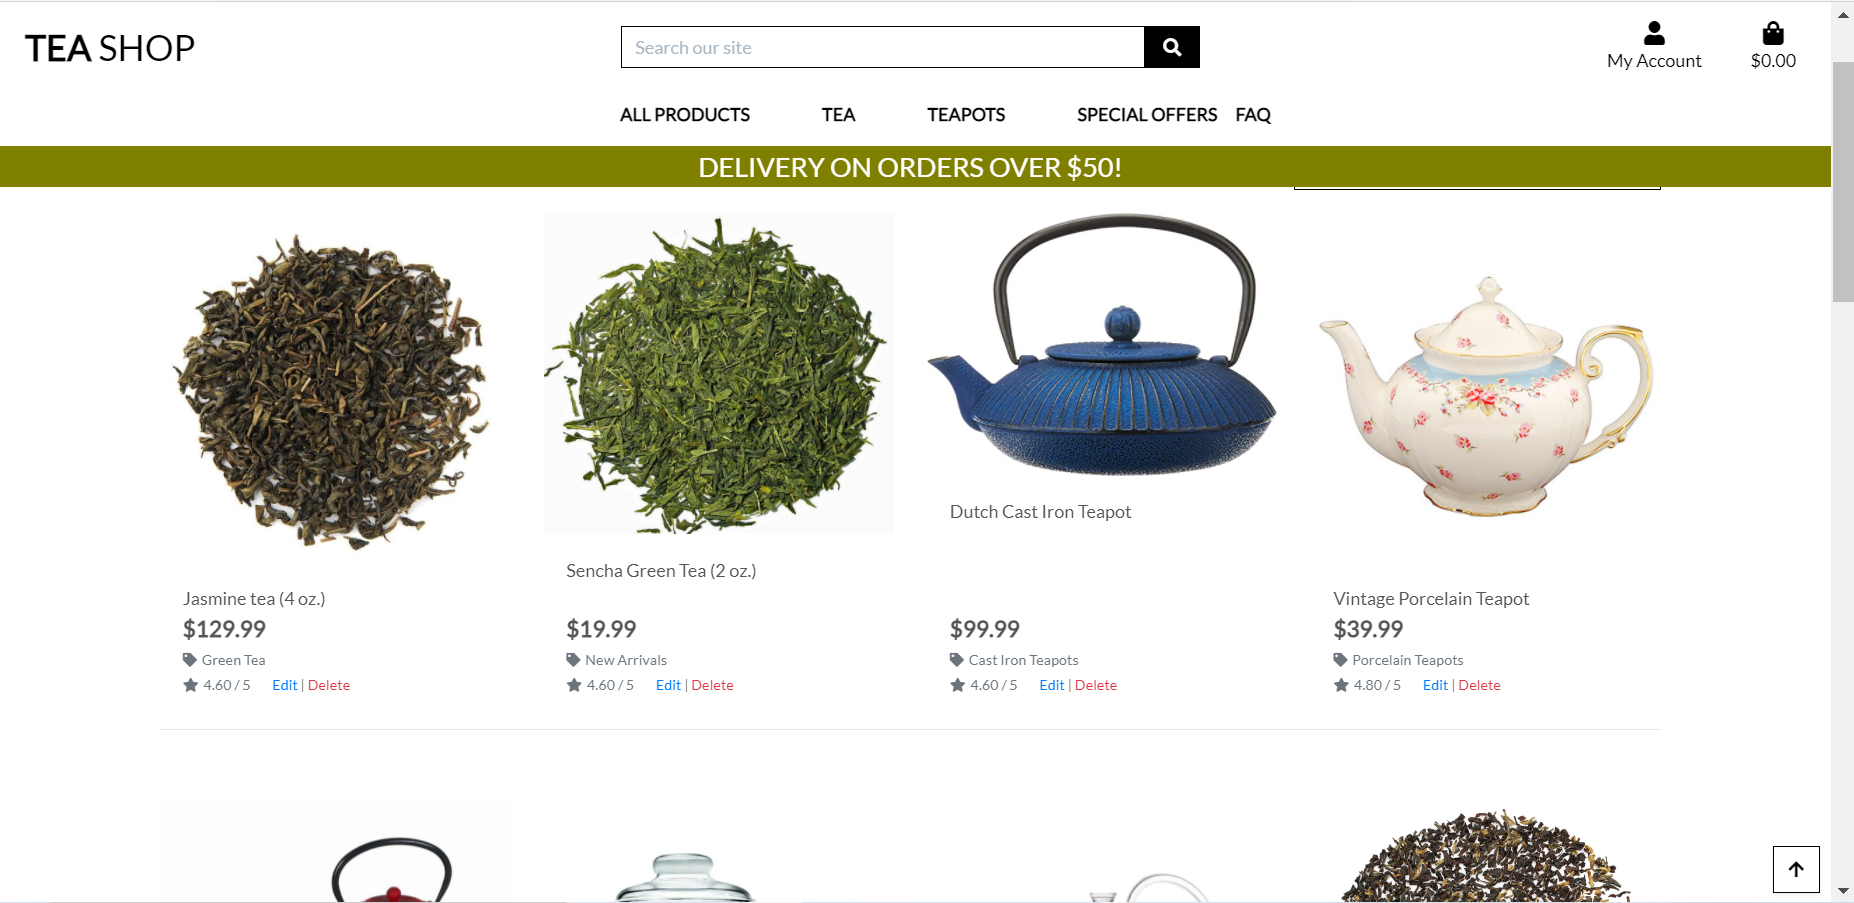 TEA SHOP
Search our site
My Account
$0.00
ALL PRODUCTS TEA TEAPOTS SPECIAL OFFERS FAQ
DELIVERY ON ORDERS OVER $50!
Jasmine tea (4 oz.)
$129.99
Green Tea
4.60 / 5 Edit | Delete
Sencha Green Tea (2 oz.)
$19.99
New Arrivals
4.60 / 5 Edit | Delete
Dutch Cast Iron Teapot
$99.99
Cast Iron Teapots
4.60 / 5 Edit | Delete
Vintage Porcelain Teapot
$39.99
Porcelain Teapots
4.80 / 5 Edit | Delete